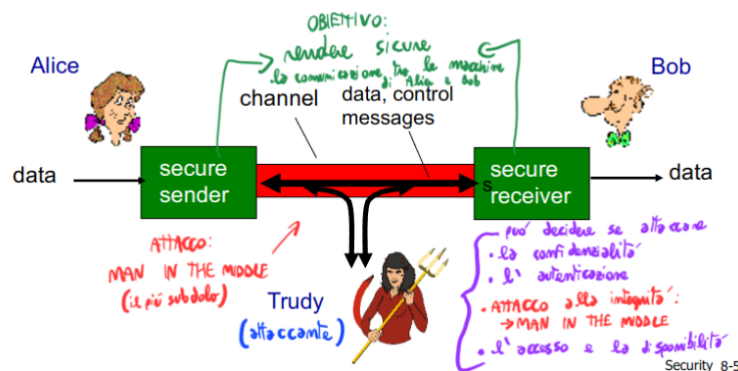 OBIETTIVO:
rendere sicure
la comunicazione tra le macchine
di Alice e Bob
Alice
Bob
channel
data, control
messages
data
secure
sender
s
secure
receiver
data
ATTACCO:
MAN IN THE MIDDLE
(il più subdolo)
Trudy
(attaccante)
può decidere se attaccare
• la confidenzialità
• l'autenticazione
• ATTACCO alla integrità:
→ MAN IN THE MIDDLE
• l'accesso e la disponibilità
Security 8-5